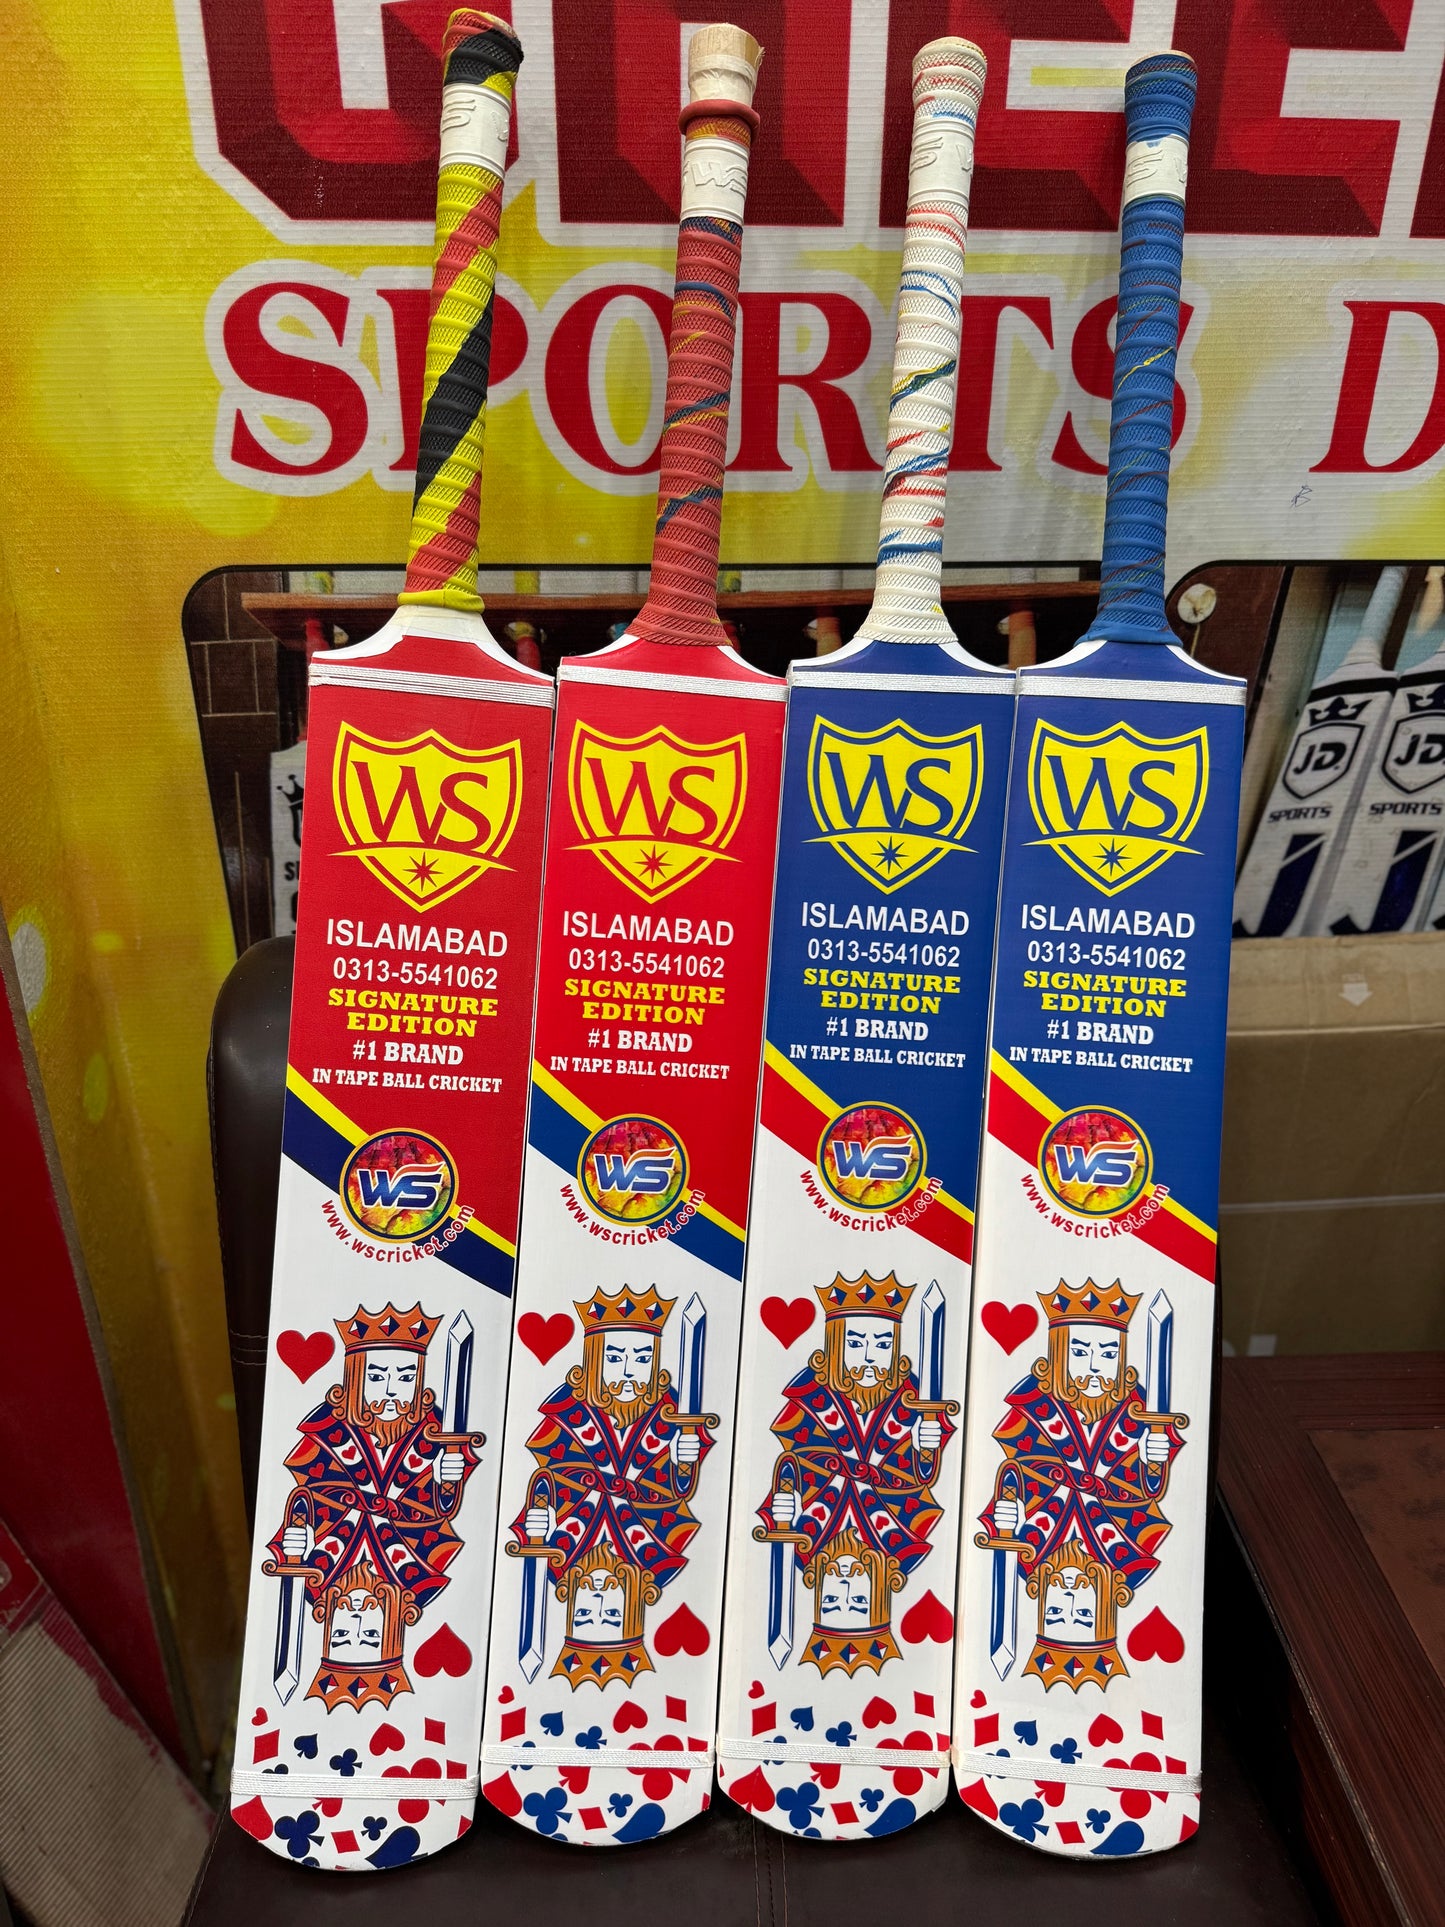 SPORTS D
WS
ISLAMABAD
0313-5541062
SIGNATURE
EDITION
#1 BRAND
IN TAPE BALL CRICKET
WS
www.wscricket.com
WS
WS
ISLAMABAD
0313-5541062
SIGNATURE
EDITION
#1 BRAND
IN TAPE BALL CRICKET
WS
www.wscricket.com
WS
ISLAMABAD
0313-5541062
SIGNATURE
EDITION
#1 BRAND
IN TAPE BALL CRICKET
WS
www.wscricket.com
WS
ISLAMABAD
0313-5541062
SIGNATURE
EDITION
#1 BRAND
IN TAPE BALL CRICKET
WS
www.wscricket.com
JD
SPORTS
JD
SPORTS